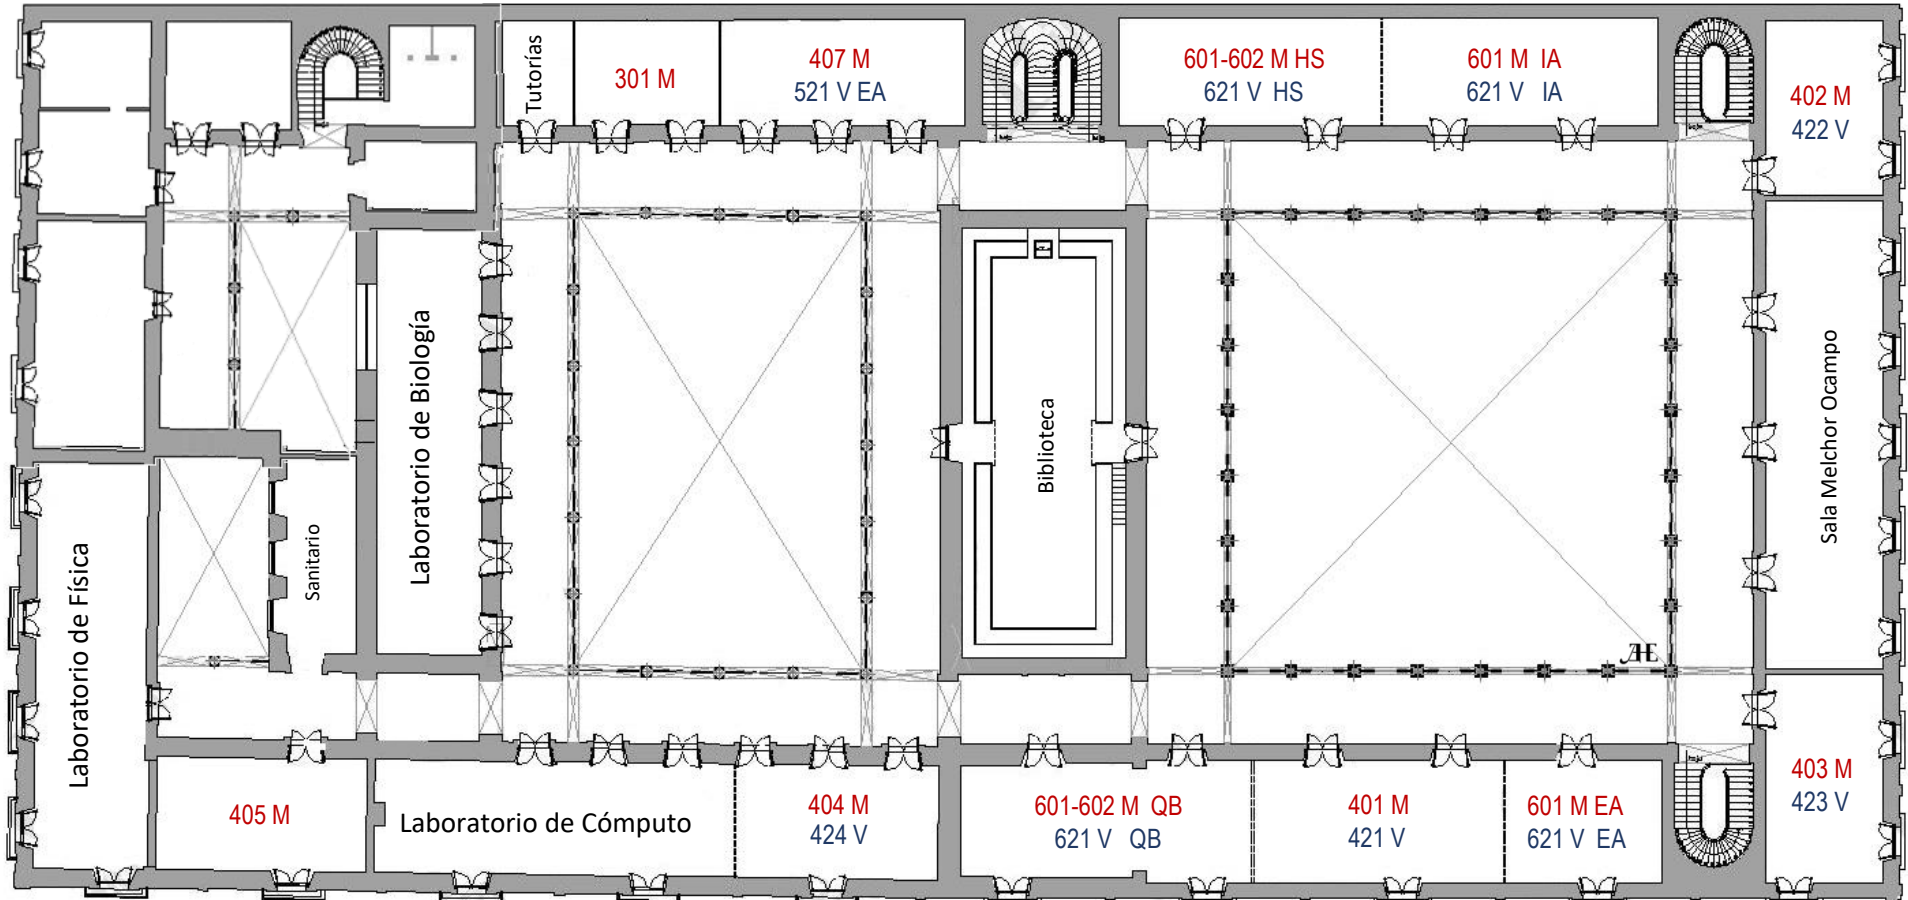 Tutorías
301 M
407 M
521 V EA
601-602 M HS
621 V HS
601 M IA
621 V IA
402 M
422 V
Laboratorio de Biología
Biblioteca
Sala Melchor Ocampo
Laboratorio de Física
Sanitario
405 M
Laboratorio de Cómputo
404 M
424 V
601-602 M QB
621 V QB
401 M
421 V
601 M EA
621 V EA
403 M
423 V